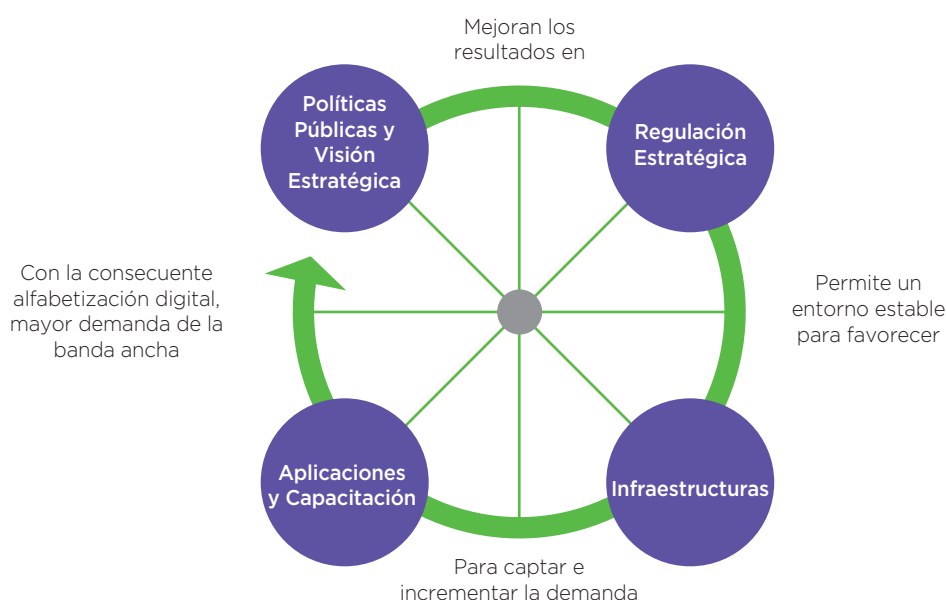 Mejoran los
resultados en
Políticas
Públicas y
Visión
Estratégica
Regulación
Estratégica
Con la consecuente
alfabetización digital,
mayor demanda de la
banda ancha
Permite un
entorno estable
para favorecer
Aplicaciones
y Capacitación
Infraestructuras
Para captar e
incrementar la demanda